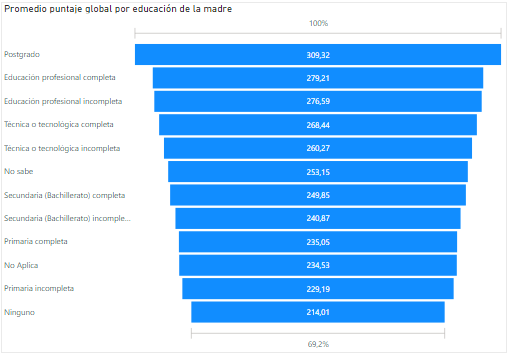 Promedio puntaje global por educación de la madre
100%
Postgrado 309,32
Educación profesional completa 279,21
Educación profesional incompleta 276,59
Técnica o tecnológica completa 268,44
Técnica o tecnológica incompleta 260,27
No sabe 253,15
Secundaria (Bachillerato) completa 249,85
Secundaria (Bachillerato) incomple... 240,87
Primaria completa 235,05
No Aplica 234,53
Primaria incompleta 229,19
Ninguno 214,01
69,2%